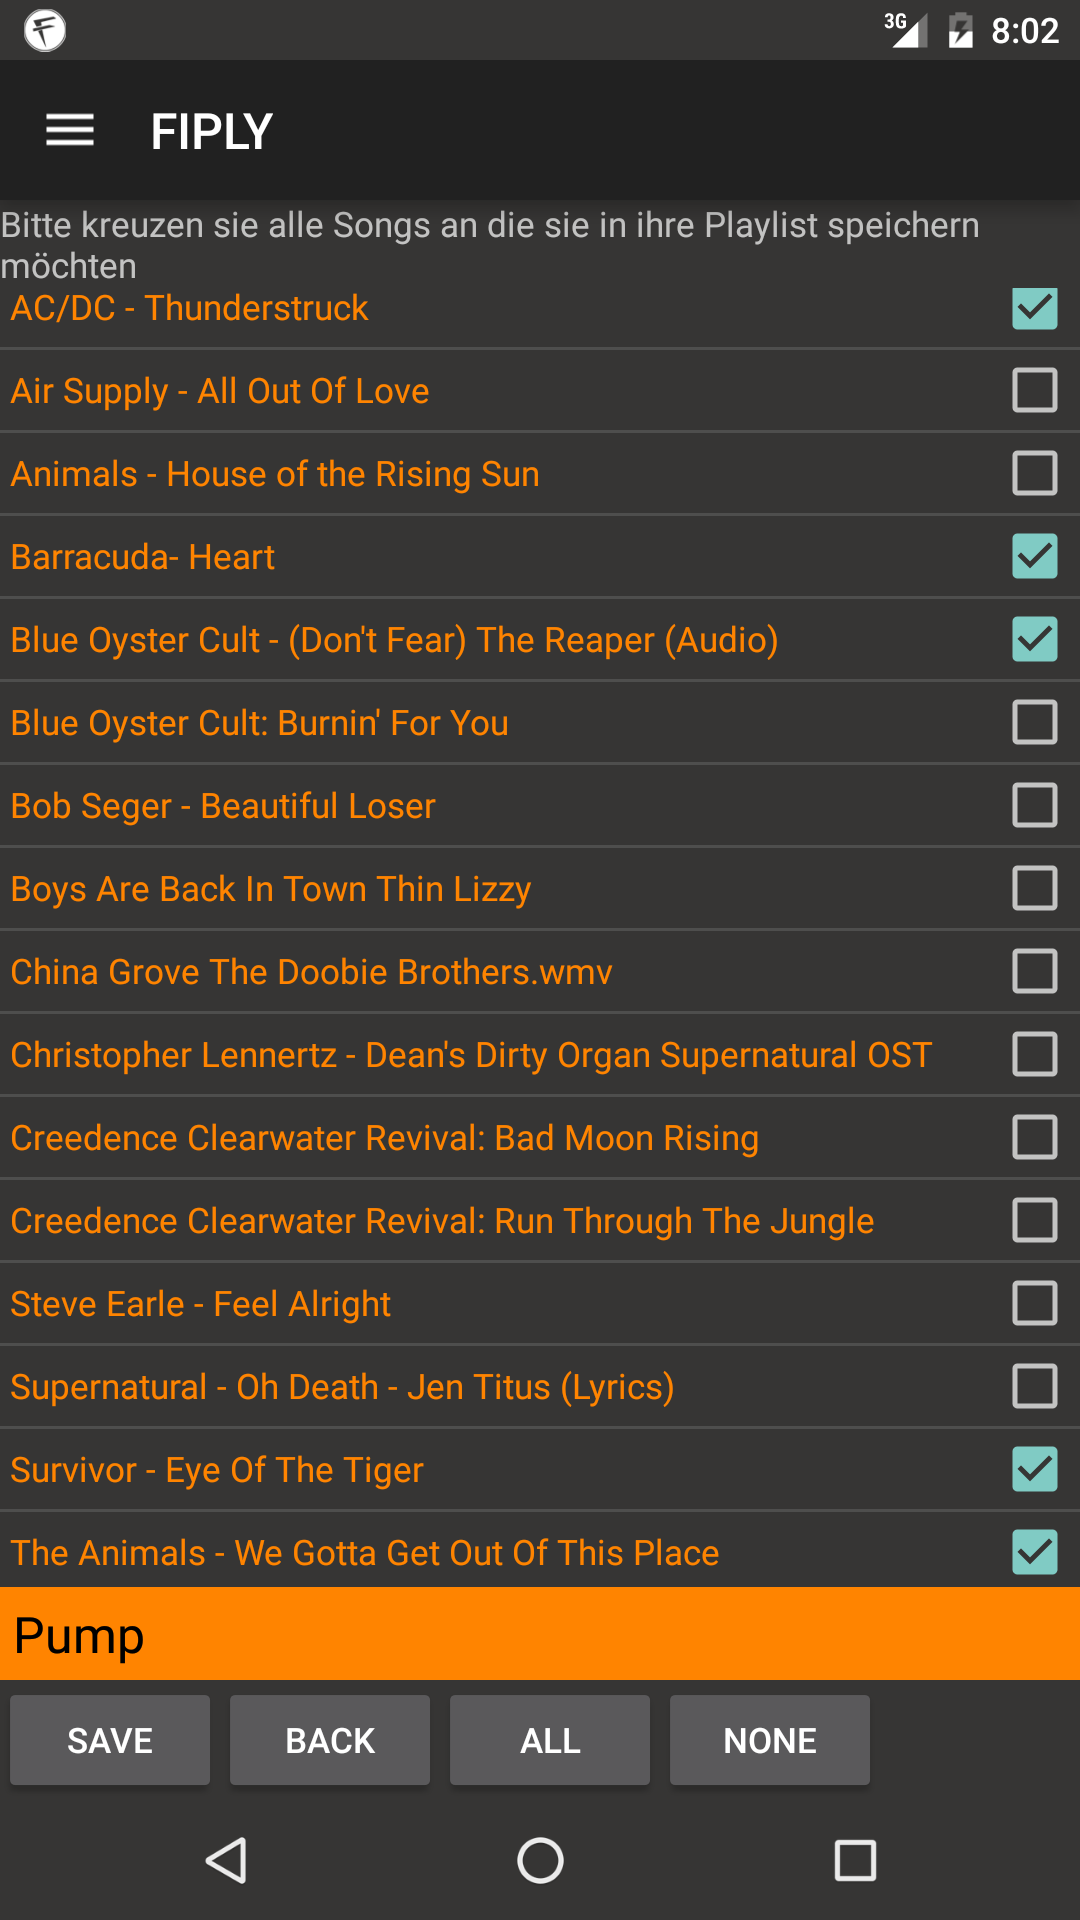 3G 8:02
FIPLY
Bitte kreuzen sie alle Songs an die sie in ihre Playlist speichern
möchten
AC/DC - Thunderstruck
Air Supply - All Out Of Love
Animals - House of the Rising Sun
Barracuda- Heart
Blue Oyster Cult - (Don't Fear) The Reaper (Audio)
Blue Oyster Cult: Burnin' For You
Bob Seger - Beautiful Loser
Boys Are Back In Town Thin Lizzy
China Grove The Doobie Brothers.wmv
Christopher Lennertz - Dean's Dirty Organ Supernatural OST
Creedence Clearwater Revival: Bad Moon Rising
Creedence Clearwater Revival: Run Through The Jungle
Steve Earle - Feel Alright
Supernatural - Oh Death - Jen Titus (Lyrics)
Survivor - Eye Of The Tiger
The Animals - We Gotta Get Out Of This Place
Pump
SAVE BACK ALL NONE